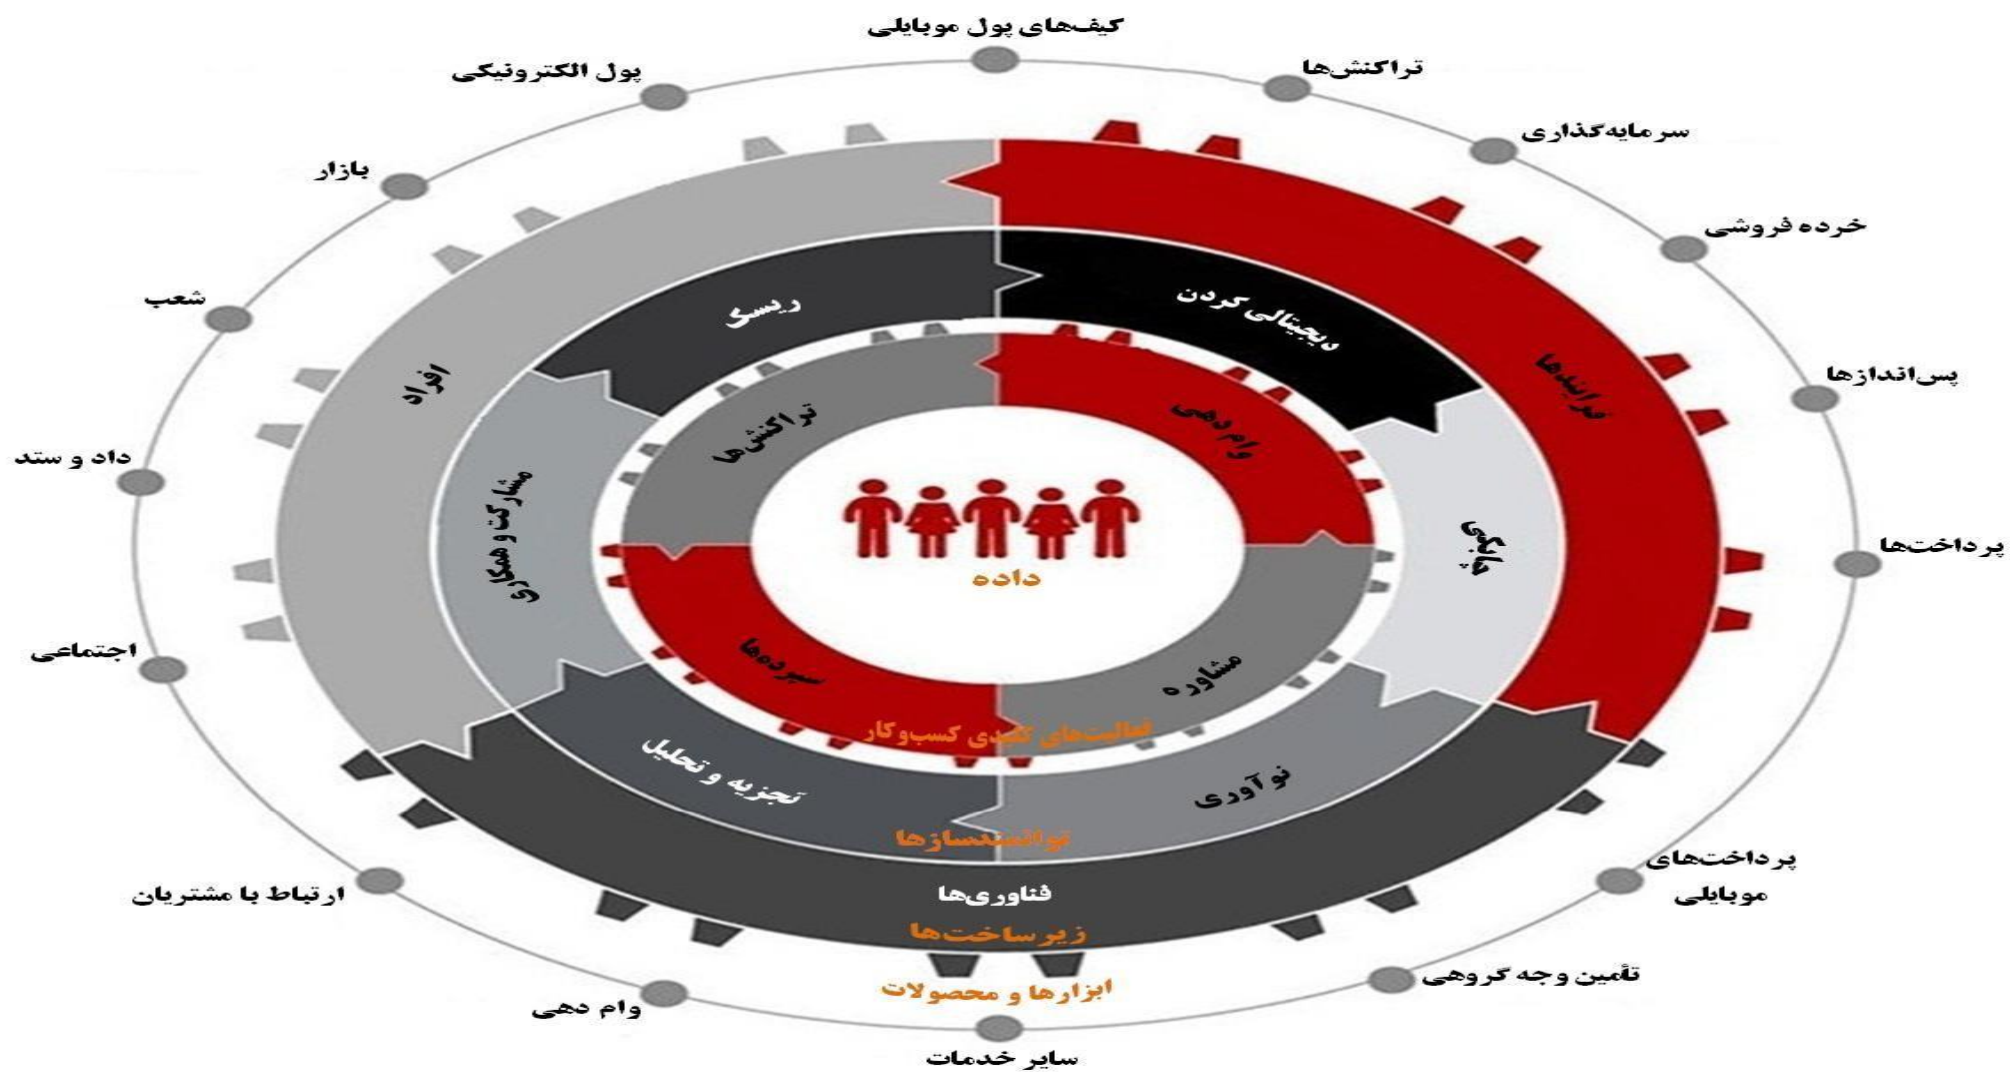 کیف‌های پول موبایلی
تراکنش‌ها
سرمایه‌گذاری
خرده فروشی
پس‌اندازها
پرداخت‌ها
پرداخت‌های
موبایلی
تأمین وجه گروهی
سایر خدمات
وام دهی
ارتباط با مشتریان
اجتماعی
داد و ستد
شعب
بازار
پول الکترونیکی
افراد
فرایندها
فناوری‌ها
زیرساخت‌ها
ابزارها و محصولات
ریسک
دیجیتالی کردن
نوآوری
تجزیه و تحلیل
مشارکت و همکاری
توانمندسازها
تراکنش‌ها
وام دهی
مشاوره
سپرده‌ها
فعالیت‌های کلیدی کسب‌وکار
داده